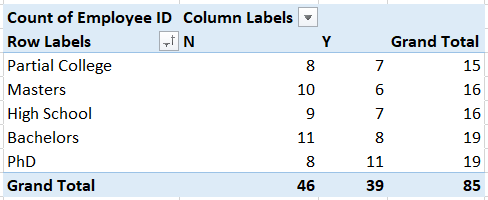 Count of Employee ID Column Labels
Row Labels N Y Grand Total
Partial College 8 7 15
Masters 10 6 16
High School 9 7 16
Bachelors 11 8 19
PhD 8 11 19
Grand Total 46 39 85